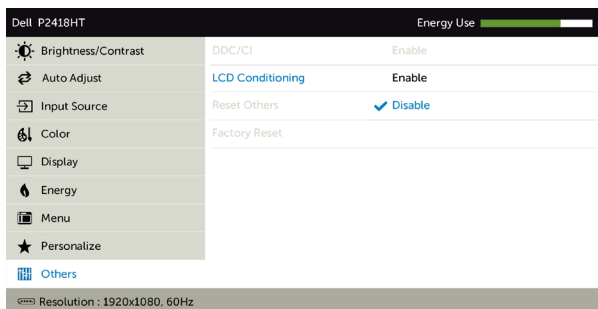 Dell P2418HT Energy Use
Brightness/Contrast DDC/CI Enable
Auto Adjust LCD Conditioning Enable
Input Source Reset Others Disable
Color Factory Reset
Display
Energy
Menu
Personalize
Others
Resolution : 1920x1080, 60Hz